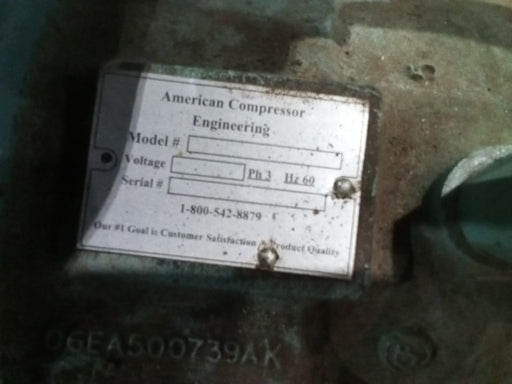 American Compressor
Engineering
Model #
Voltage Ph 3 Hz 60
Serial #
1-800-542-8879
Our #1 Goal is Customer Satisfaction & Product Quality
06EA500739AK